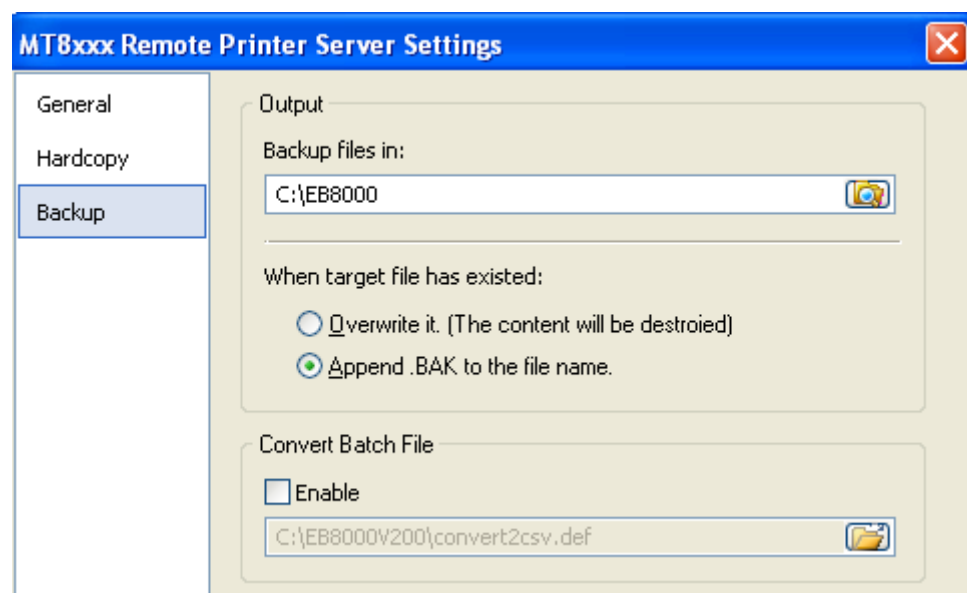 MT8xxx Remote Printer Server Settings
General
Hardcopy
Backup
Output
Backup files in:
C:\EB8000
When target file has existed:
Overwrite it. (The content will be destroied)
Append .BAK to the file name.
Convert Batch File
Enable
C:\EB8000V200\convert2csv.def